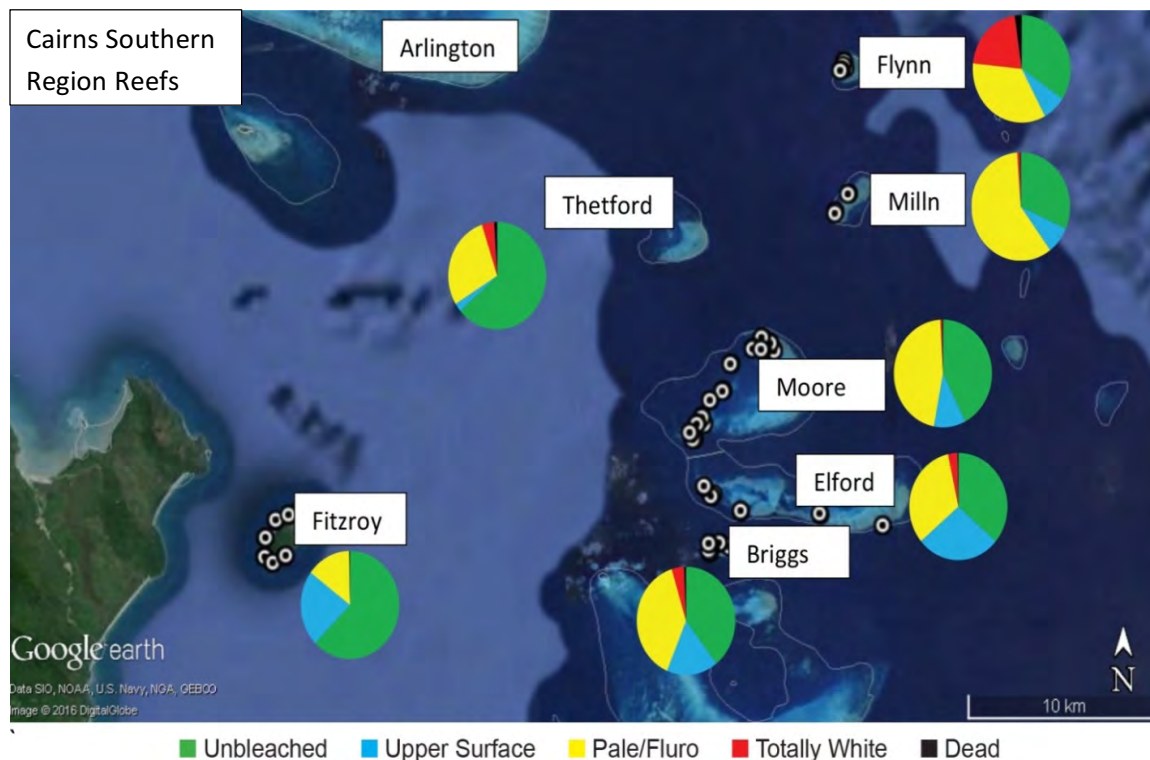 Cairns Southern
Region Reefs
Arlington
Flynn
Thetford
Milln
Moore
Elford
Fitzroy
Briggs
Google earth
Data SIO, NOAA, U.S. Navy, NGA, GEBCO
Image © 2016 DigitalGlobe
N
10 km
Unbleached
Upper Surface
Pale/Fluro
Totally White
Dead